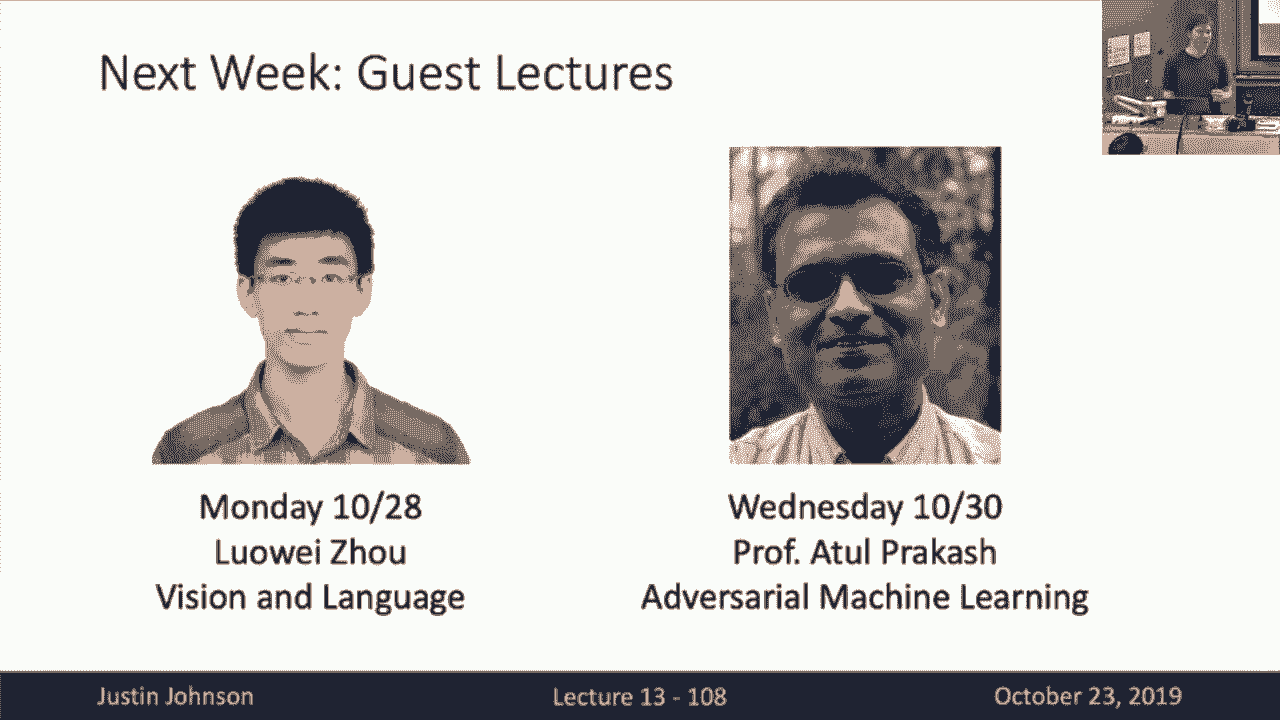 Next Week: Guest Lectures
Monday 10/28
Luowei Zhou
Vision and Language
Wednesday 10/30
Prof. Atul Prakash
Adversarial Machine Learning
Justin Johnson
Lecture 13 - 108
October 23, 2019